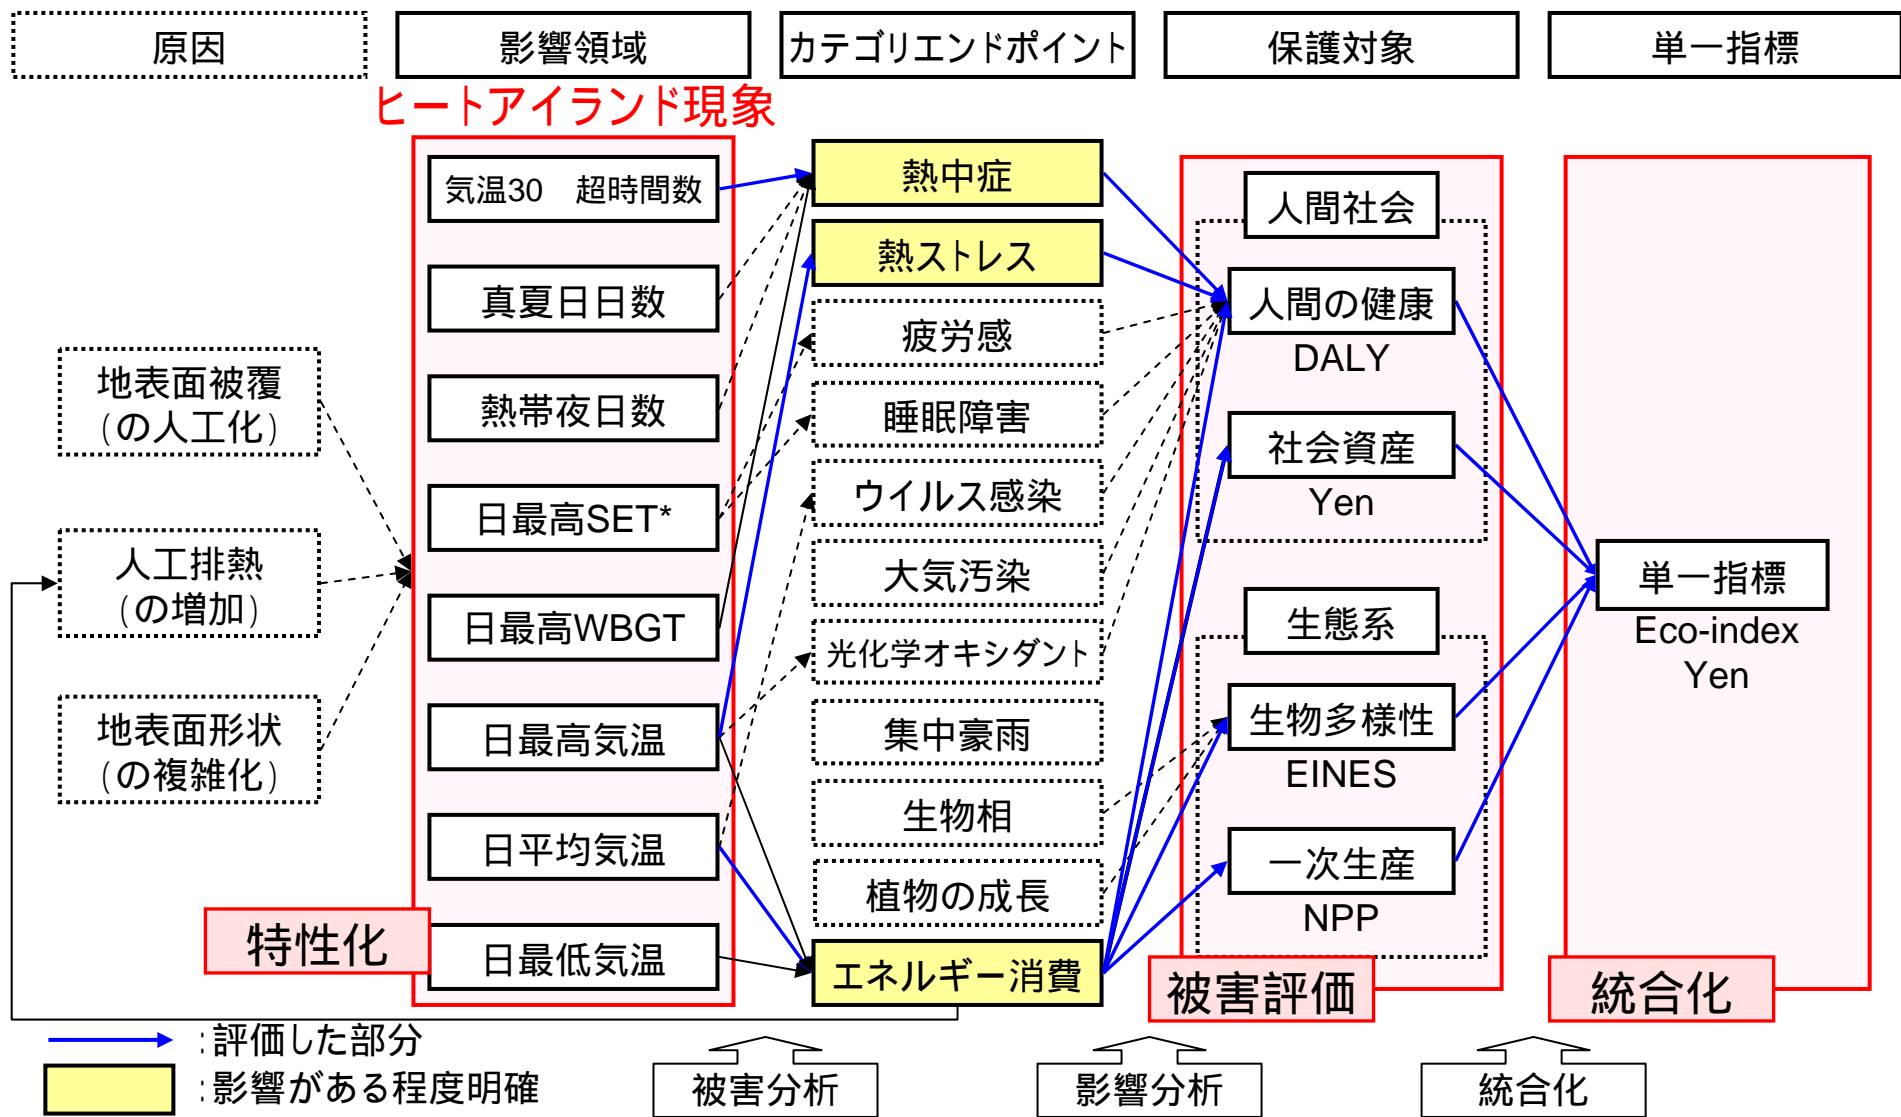 原因
影響領域
カテゴリエンドポイント
保護対象
単一指標
ヒートアイランド現象
気温30　超時間数
真夏日日数
熱帯夜日数
日最高SET*
日最高WBGT
日最高気温
日平均気温
日最低気温
特性化
地表面被覆
(の人工化)
人工排熱
(の増加)
地表面形状
(の複雑化)
熱中症
熱ストレス
疲労感
睡眠障害
ウイルス感染
大気汚染
光化学オキシダント
集中豪雨
生物相
植物の成長
エネルギー消費
人間社会
人間の健康
DALY
社会資産
Yen
生態系
生物多様性
EINES
一次生産
NPP
被害評価
単一指標
Eco-index
Yen
統合化
:評価した部分
:影響がある程度明確
被害分析
影響分析
統合化